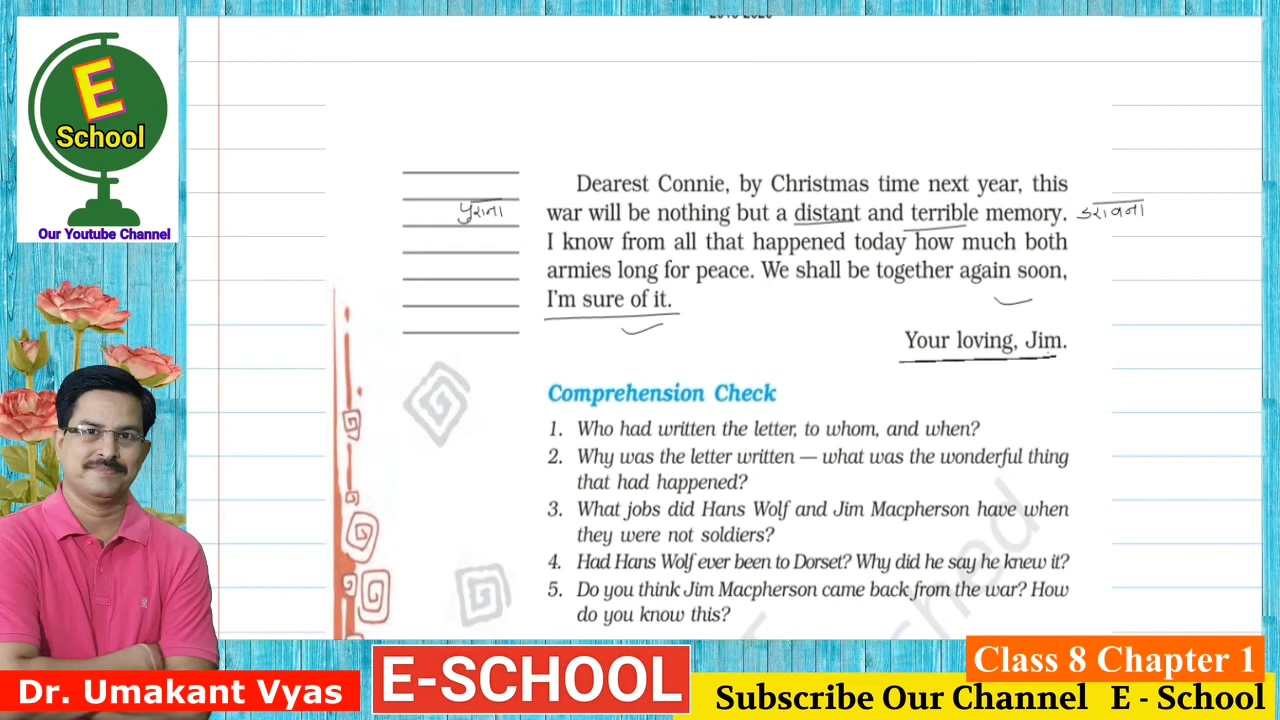 E
School
Our Youtube Channel
Dearest Connie, by Christmas time next year, this
war will be nothing but a distant and terrible memory.
पुराना
डरावना
I know from all that happened today how much both
armies long for peace. We shall be together again soon,
I'm sure of it.
Your loving, Jim.
Comprehension Check
1. Who had written the letter, to whom, and when?
2. Why was the letter written — what was the wonderful thing
that had happened?
3. What jobs did Hans Wolf and Jim Macpherson have when
they were not soldiers?
4. Had Hans Wolf ever been to Dorset? Why did he say he knew it?
5. Do you think Jim Macpherson came back from the war? How
do you know this?
Class 8 Chapter 1
Dr. Umakant Vyas
E-SCHOOL
Subscribe Our Channel E - School